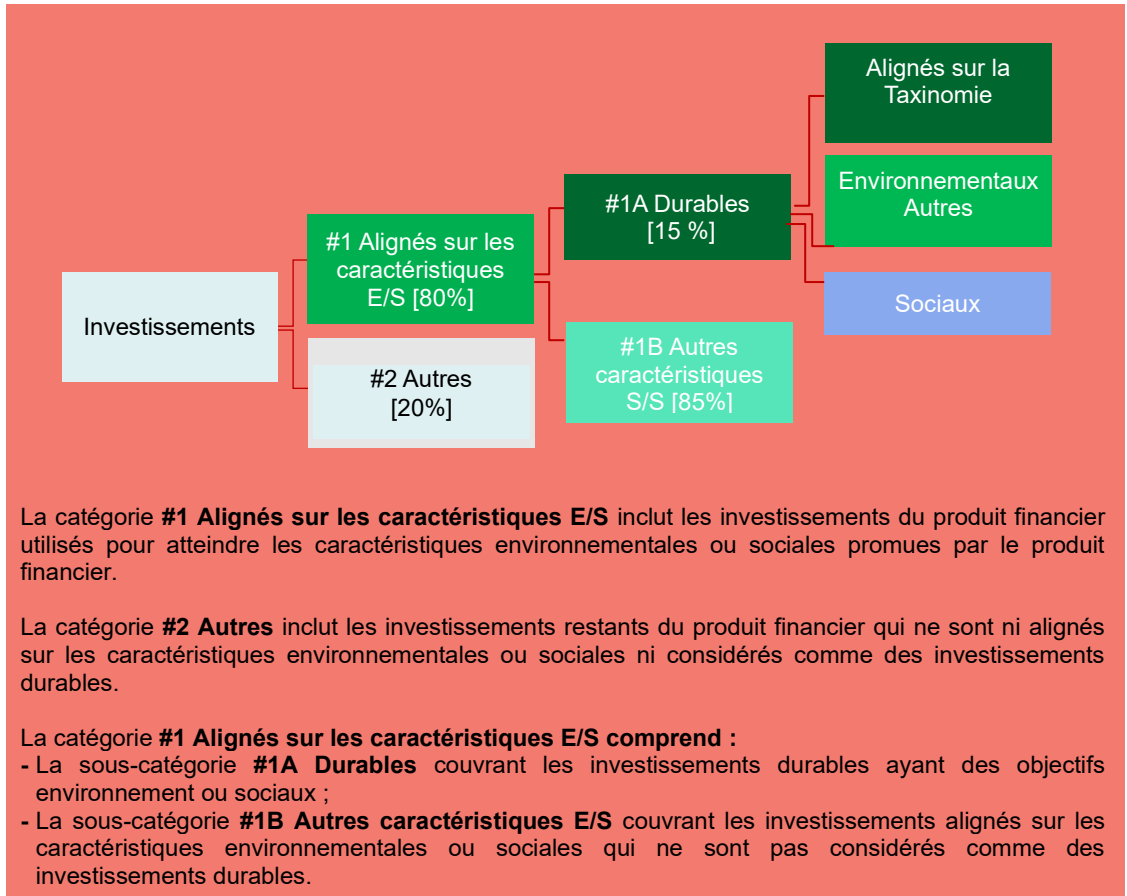 Alignés sur la
Taxinomie
Environnementaux
Autres
#1A Durables
[15 %]
#1 Alignés sur les
caractéristiques
E/S [80%]
Sociaux
Investissements
#1B Autres
caractéristiques
S/S [85%]
#2 Autres
[20%]
La catégorie #1 Alignés sur les caractéristiques E/S inclut les investissements du produit financier
utilisés pour atteindre les caractéristiques environnementales ou sociales promues par le produit
financier.
La catégorie #2 Autres inclut les investissements restants du produit financier qui ne sont ni alignés
sur les caractéristiques environnementales ou sociales ni considérés comme des investissements
durables.
La catégorie #1 Alignés sur les caractéristiques E/S comprend :
- La sous-catégorie #1A Durables couvrant les investissements durables ayant des objectifs
environnement ou sociaux ;
- La sous-catégorie #1B Autres caractéristiques E/S couvrant les investissements alignés sur les
caractéristiques environnementales ou sociales qui ne sont pas considérés comme des
investissements durables.